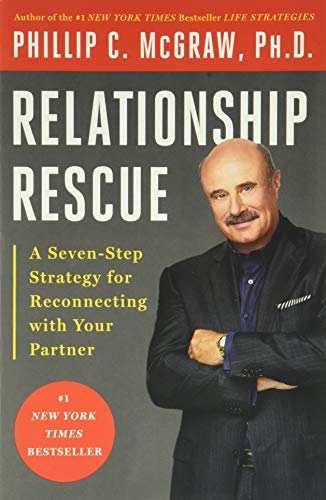 Author of the #1 NEW YORK TIMES Bestseller LIFE STRATEGIES
PHILLIP C. McGRAW, PH.D.
RELATIONSHIP
RESCUE
A Seven-Step
Strategy for
Reconnecting
with Your
Partner
#1
NEW YORK
TIMES
BESTSELLER